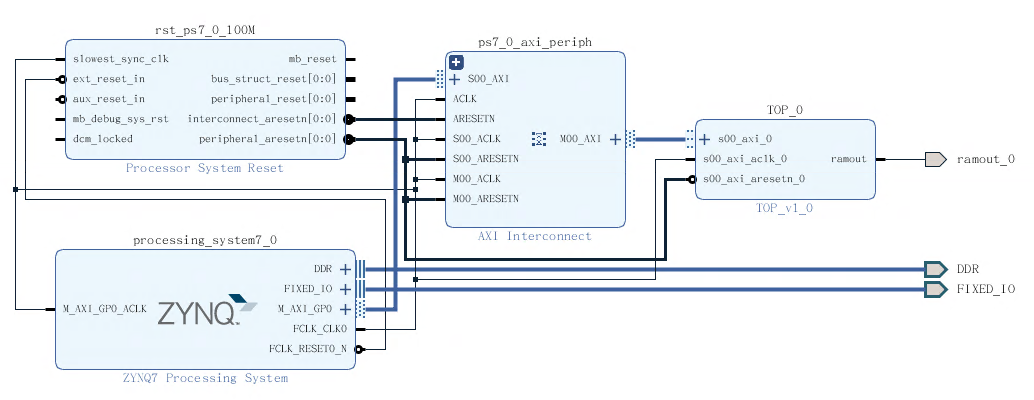 rst_ps7_0_100M
slowest_sync_clk
ext_reset_in
aux_reset_in
mb_debug_sys_rst
dcm_locked
mb_reset
bus_struct_reset[0:0]
peripheral_reset[0:0]
interconnect_aresetn[0:0]
peripheral_aresetn[0:0]
Processor System Reset
ps7_0_axi_periph
S00_AXI
ACLK
ARESETN
S00_ACLK
S00_ARESETN
M00_ACLK
M00_ARESETN
M00_AXI
AXI Interconnect
TOP_0
s00_axi_0
s00_axi_aclk_0
s00_axi_aresetn_0
ramout
TOP_v1_0
ramout_0
processing_system7_0
M_AXI_GP0_ACLK
ZYNQ
DDR
FIXED_IO
M_AXI_GP0
FCLK_CLK0
FCLK_RESET0_N
ZYNQ7 Processing System
DDR
FIXED_IO